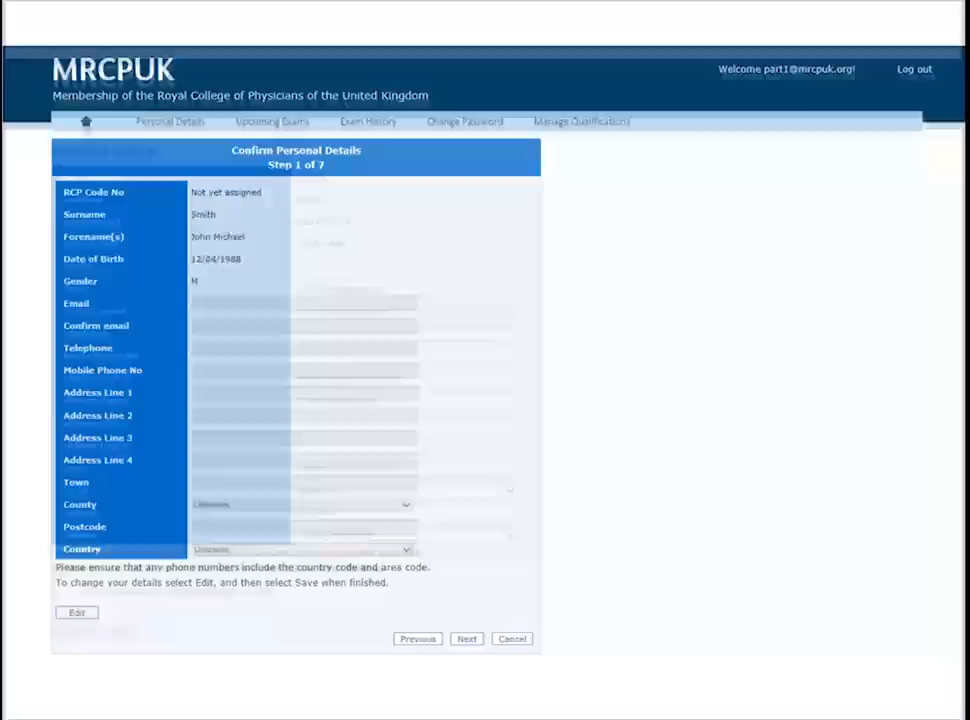 MRCPUK
Welcome part1@mrcpuk.org! Log out
Membership of the Royal College of Physicians of the United Kingdom
Personal Details Upcoming Exams Exam History Change Password Manage Qualifications
Confirm Personal Details
Step 1 of 7
RCP Code No Not yet assigned
Surname Smith
Forename(s) John Michael
Date of Birth 12/04/1988
Gender M
Email
Confirm email
Telephone
Mobile Phone No
Address Line 1
Address Line 2
Address Line 3
Address Line 4
Town
County Unknown
Postcode
Country Unknown
Please ensure that any phone numbers include the country code and area code.
To change your details select Edit, and then select Save when finished.
Edit
Previous Next Cancel